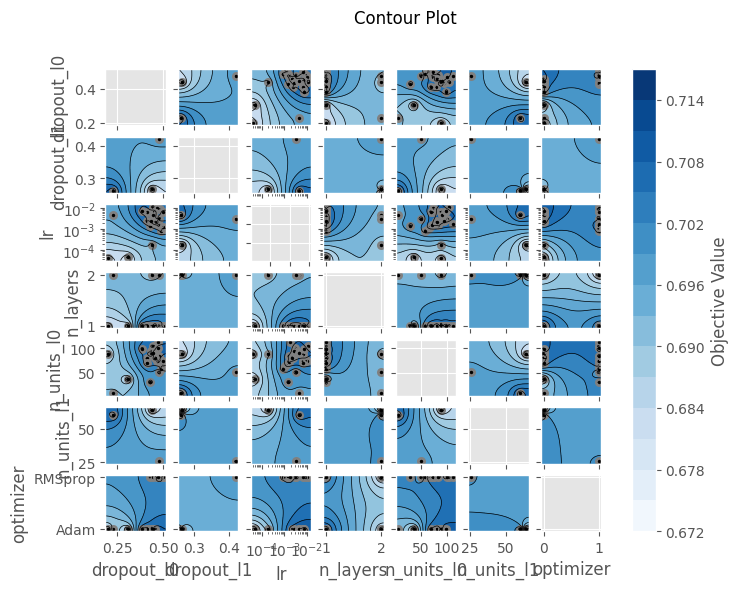 Contour Plot
dropout_l0
0.4
0.2
dropout_l1
0.4
0.3
lr
10⁻²
10⁻³
10⁻⁴
n_layers
2
1
n_units_l0
100
50
n_units_l1
50
25
optimizer
RMSprop
Adam
0.25 0.50 0.3 0.4 10⁻⁴ 10⁻³ 10⁻² 1 2 50 100 25 50 0 1
dropout_l0 dropout_l1 lr n_layers n_units_l0 n_units_l1 optimizer
0.714
0.708
0.702
0.696
0.690
0.684
0.678
0.672
Objective Value